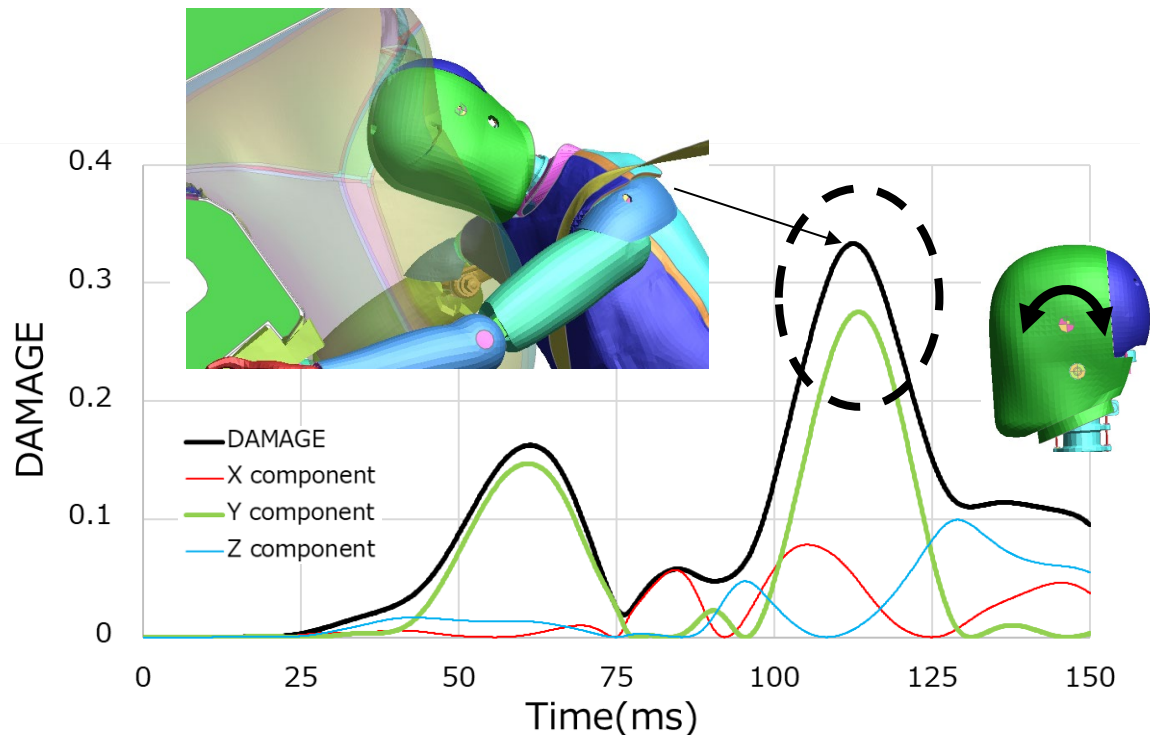 0.4
0.3
0.2
0.1
0
DAMAGE
DAMAGE
X component
Y component
Z component
0 25 50 75 100 125 150
Time(ms)